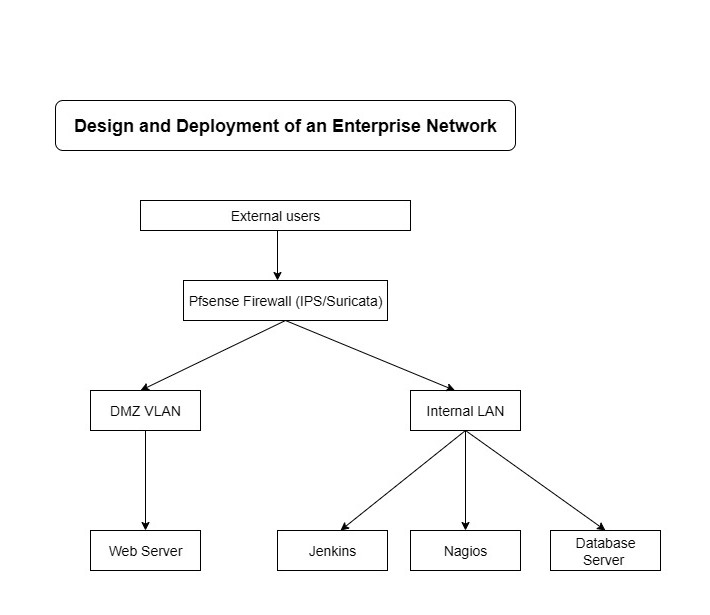 Design and Deployment of an Enterprise Network
External users
Pfsense Firewall (IPS/Suricata)
DMZ VLAN
Internal LAN
Web Server
Jenkins
Nagios
Database
Server